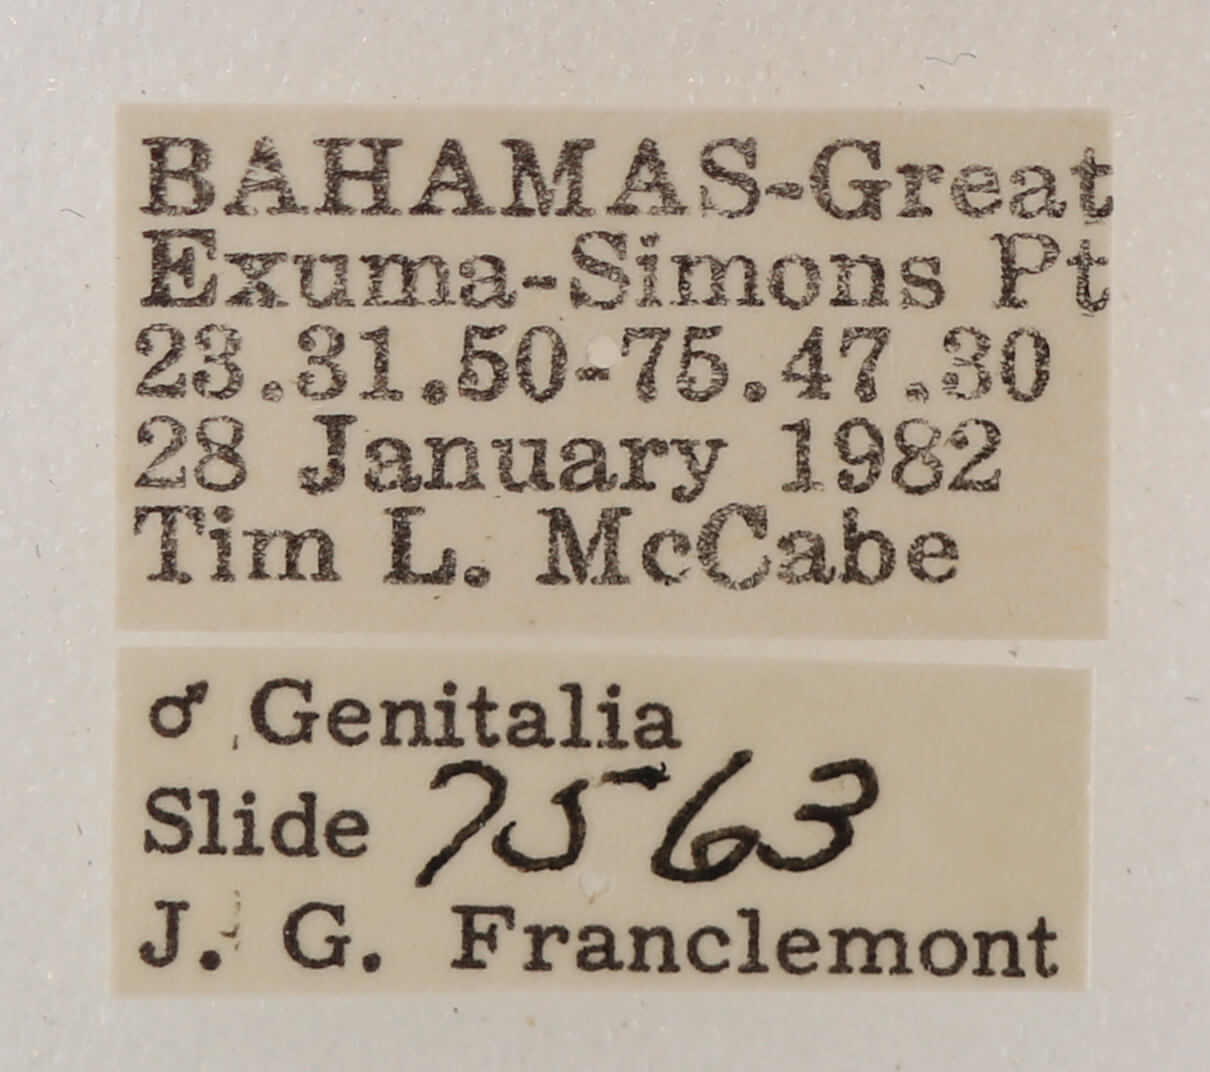 BAHAMAS-Great
Exuma-Simons Pt
23.31.50-75.47.30
28 January 1982
Tim L. McCabe
♂ Genitalia
Slide 7563
J. G. Franclemont